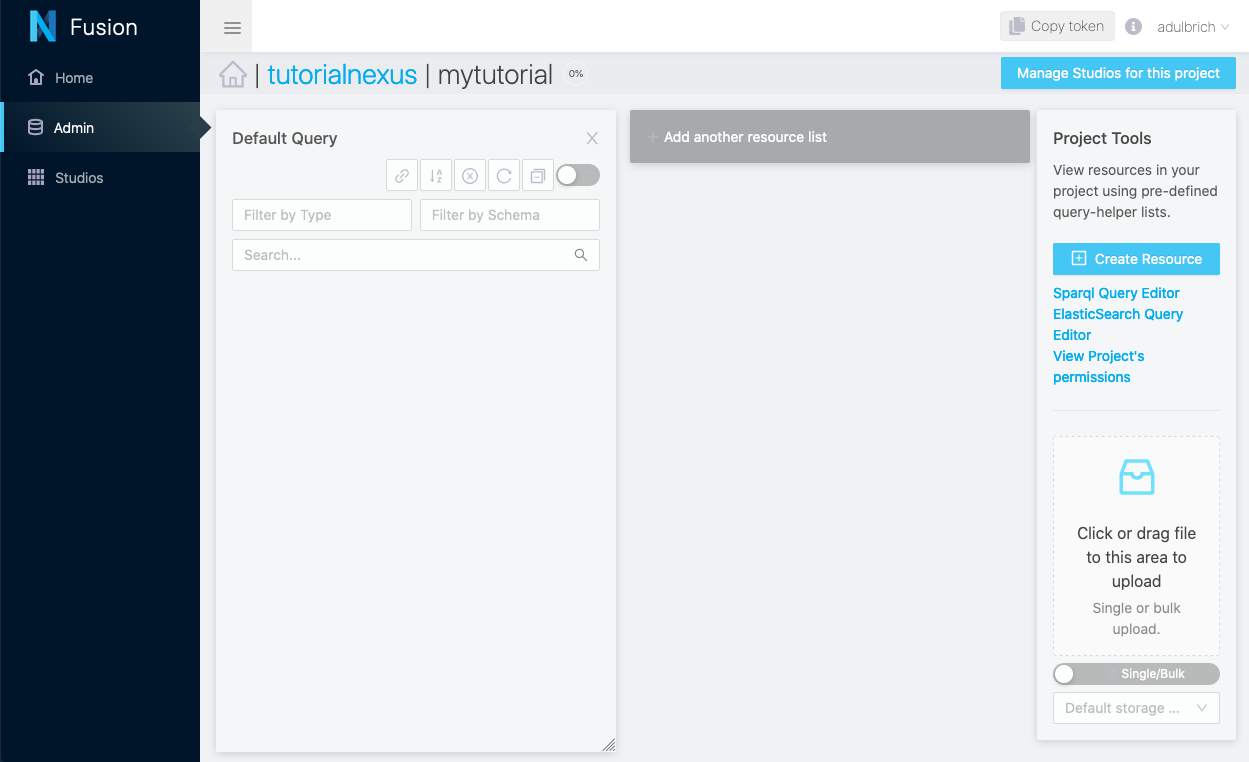 Fusion
Copy token
adulbrich
Home
Admin
Studios
| tutorialnexus | mytutorial
0%
Manage Studios for this project
Default Query
Filter by Type
Filter by Schema
Search...
+ Add another resource list
Project Tools
View resources in your
project using pre-defined
query-helper lists.
Create Resource
Sparql Query Editor
ElasticSearch Query
Editor
View Project's
permissions
Click or drag file
to this area to
upload
Single or bulk
upload.
Single/Bulk
Default storage ...